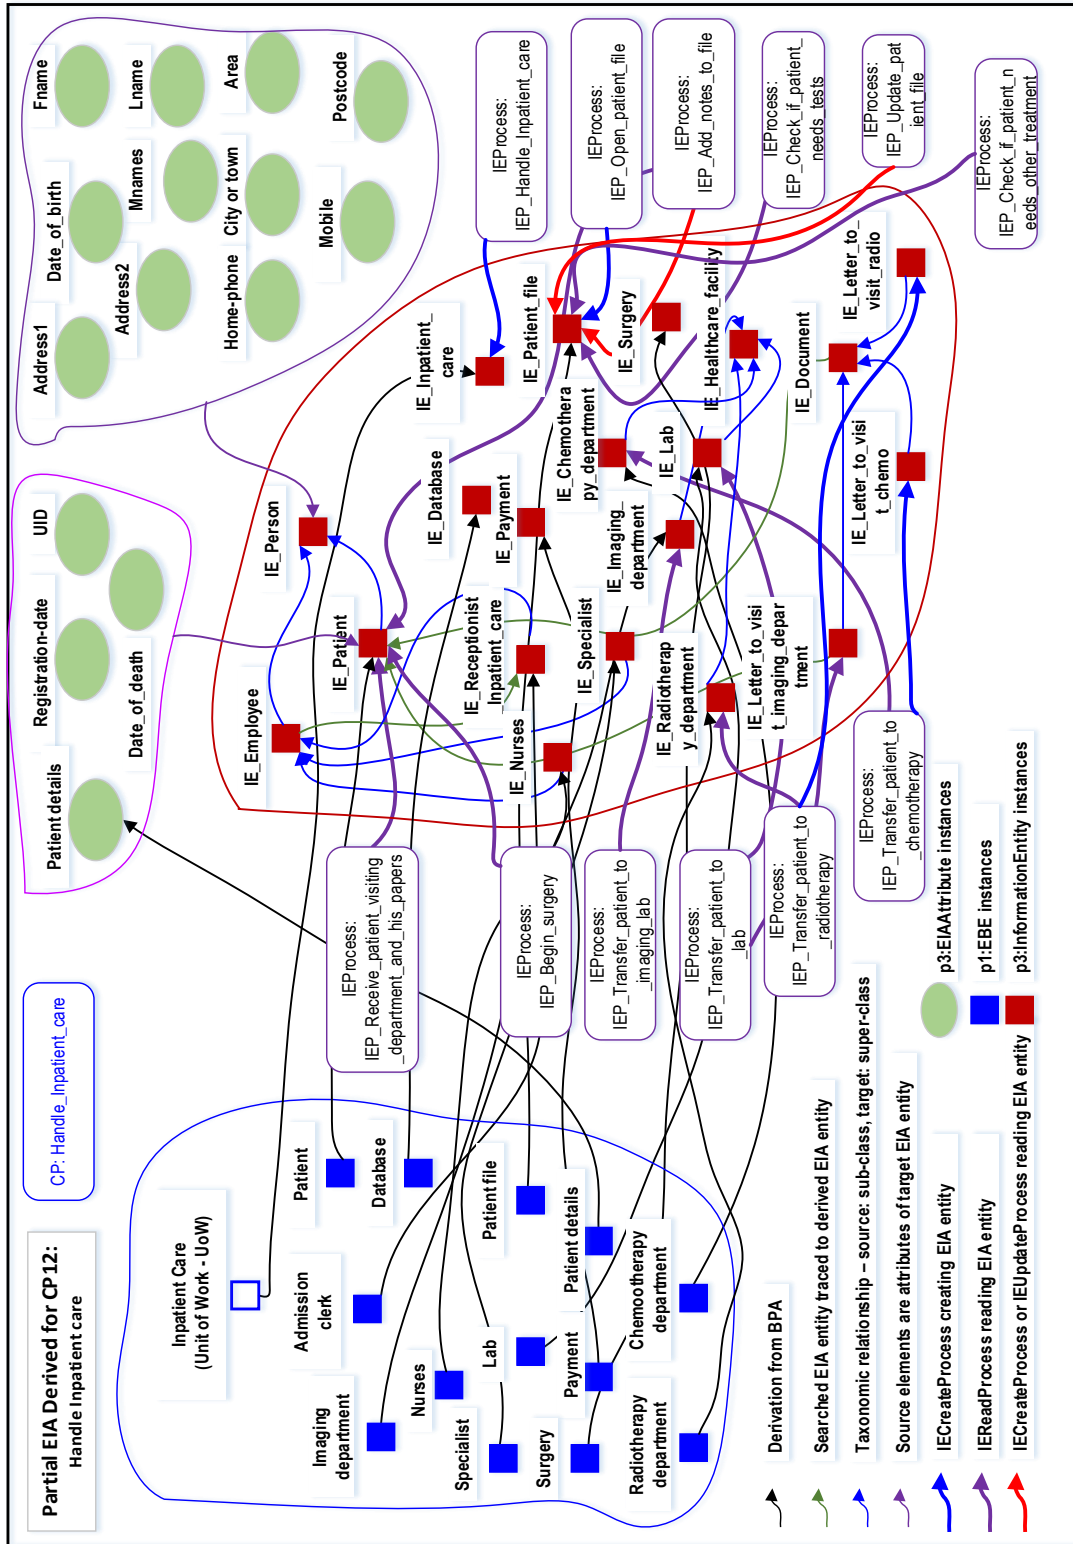 Partial EIA Derived for CP12:
Handle Inpatient care
CP: Handle_Inpatient_care
Inpatient Care
(Unit of Work - UoW)
Patient
Database
Admission
clerk
Imaging
department
Nurses
Lab
Patient file
Specialist
Patient details
Payment
Surgery
Chemootherapy
department
Radiotherapy
department
Patient details
Registration-date
UID
Date_of_death
Address1
Date_of_birth
Fname
Address2
Mnames
Lname
Home-phone
City or town
Area
Mobile
Postcode
IE_Employee
IE_Person
IE_Patient
IE_Inpatient_
care
IE_Database
IE_Patient_file
IE_Receptionist
_Inpatient_care
IE_Payment
IE_Nurses
IE_Specialist
IE_Chemothera
py_department
IE_Surgery
IE_Imaging_
department
IE_Lab
IE_Healthcare_facility
IE_Radiotherap
y_department
IE_Letter_to_visi
t_imaging_depar
tment
IE_Document
IE_Letter_to_visi
t_chemo
IE_Letter_to_
visit_radio
IEProcess:
IEP_Receive_patient_visiting
_department_and_his_papers
IEProcess:
IEP_Begin_surgery
IEProcess:
IEP_Transfer_patient_to
_imaging_lab
IEProcess:
IEP_Transfer_patient_to_
lab
IEProcess:
IEP_Transfer_patient_to
_radiotherapy
IEProcess:
IEP_Transfer_patient_to
_chemotherapy
IEProcess:
IEP_Handle_Inpatient_care
IEProcess:
IEP_Open_patient_file
IEProcess:
IEP_Add_notes_to_file
IEProcess:
IEP_Check_if_patient_
needs_tests
IEProcess:
IEP_Update_pat
ient_file
IEProcess:
IEP_Check_if_patient_n
eeds_other_treatment
Derivation from BPA
Searched EIA entity traced to derived EIA entity
Taxonomic relationship – source: sub-class, target: super-class
Source elements are attributes of target EIA entity
IECreateProcess creating EIA entity
IEReadProcess reading EIA entity
IECreateProcess or IEUpdateProcess reading EIA entity
p3:EIAAttribute instances
p1:EBE instances
p3:InformationEntity instances